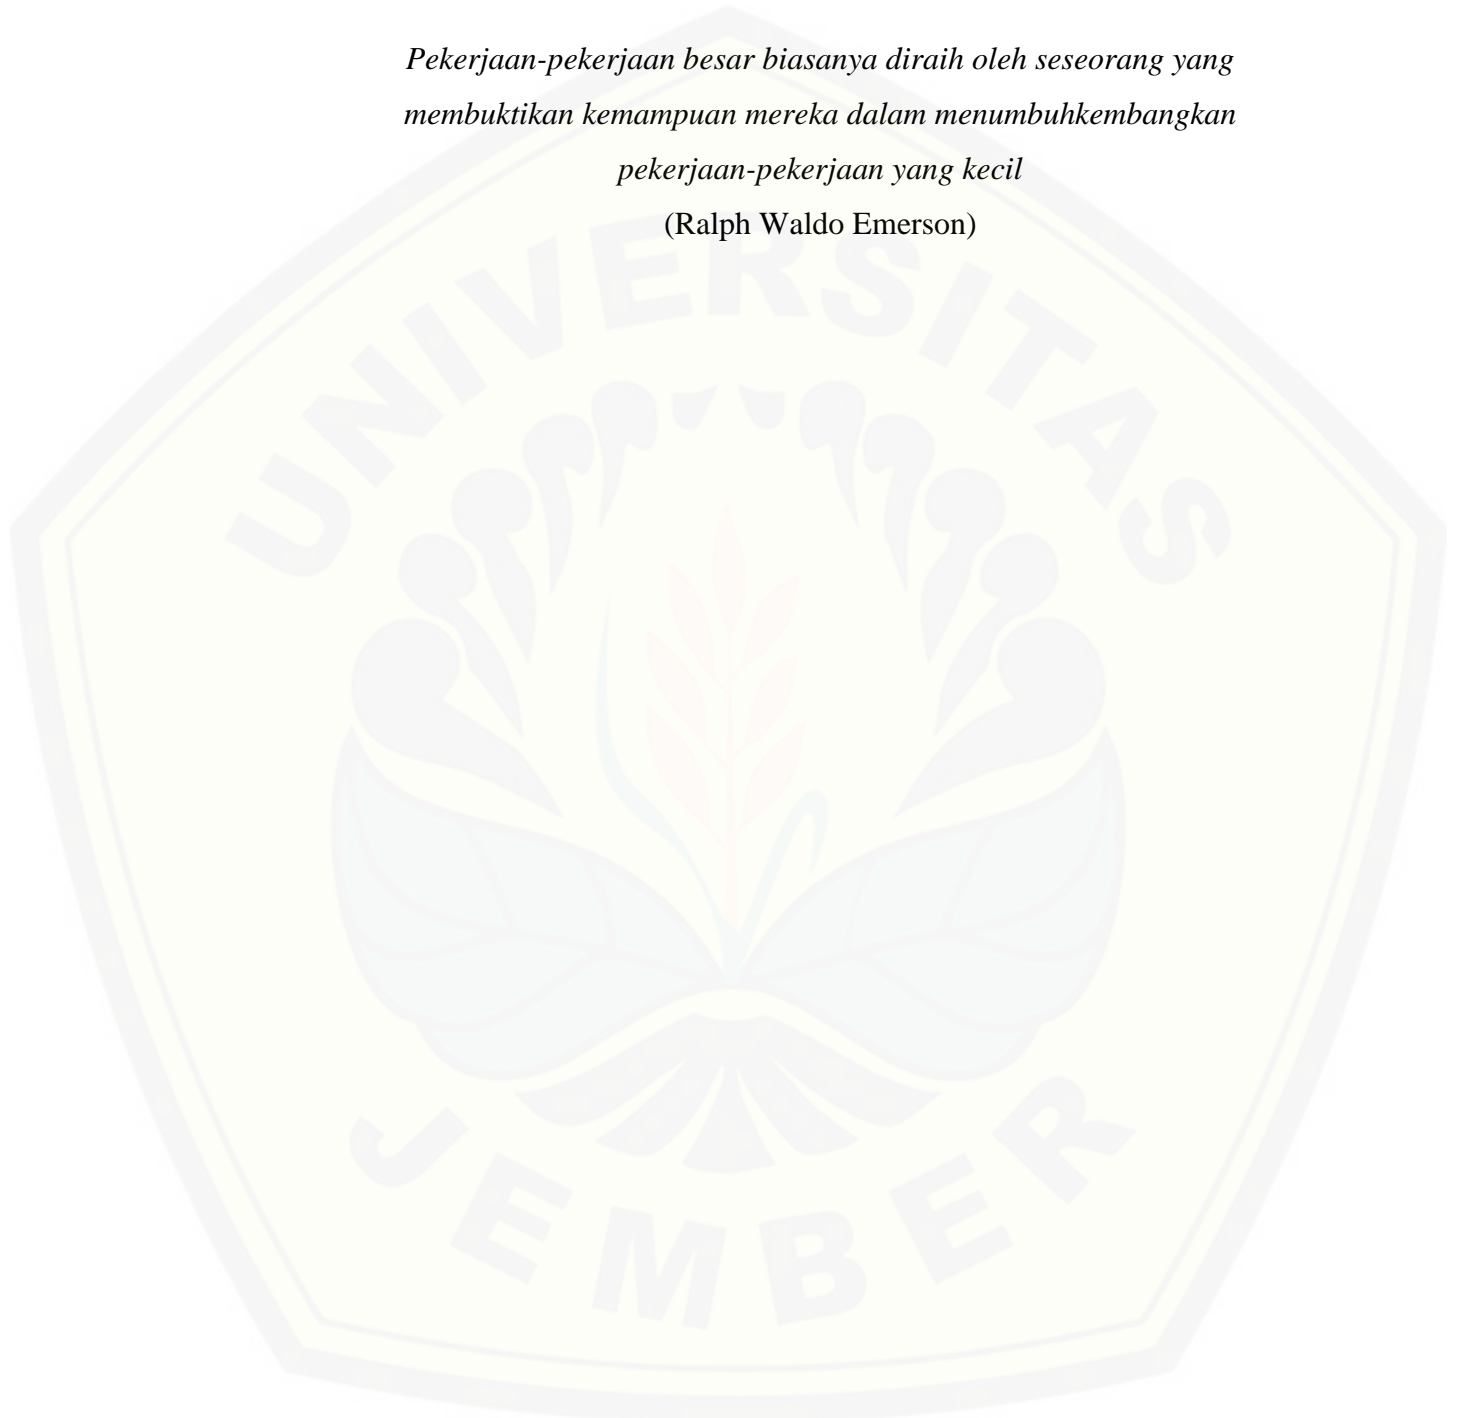 Pekerjaan-pekerjaan besar biasanya diraih oleh seseorang yang
membuktikan kemampuan mereka dalam menumbuhkembangkan
pekerjaan-pekerjaan yang kecil
(Ralph Waldo Emerson)
UNIVERSITAS
JEMBER